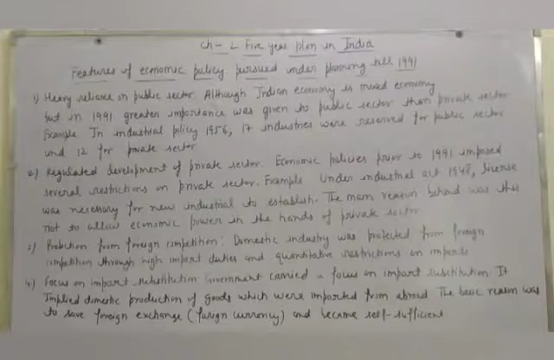 Ch- 2 Five year plan in India
Features of economic policy pursued under planning till 1991
1) Heavy reliance on public sector. Although Indian economy is mixed economy
but in 1991 greater importance was given to public sector than private sector
Example In industrial policy 1956, 17 industries were reserved for public sector
and 12 for private sector
2) Regulated development of private sector. Economic policies prior to 1991 imposed
several restrictions on private sector. Example Under industrial act 1948, license
was necessary for new industrial to establish. The main reason behind was this
not to allow economic power in the hands of private sector
3) Protection from foreign competition: Domestic industry was protected from foreign
competition through high import duties and quantitative restrictions on imports
4) Focus on import substitution Government carried a focus on import substitution. It
Implied domestic production of goods which were imported from abroad The basic reason was
to save foreign exchange (foreign currency) and became self-sufficient